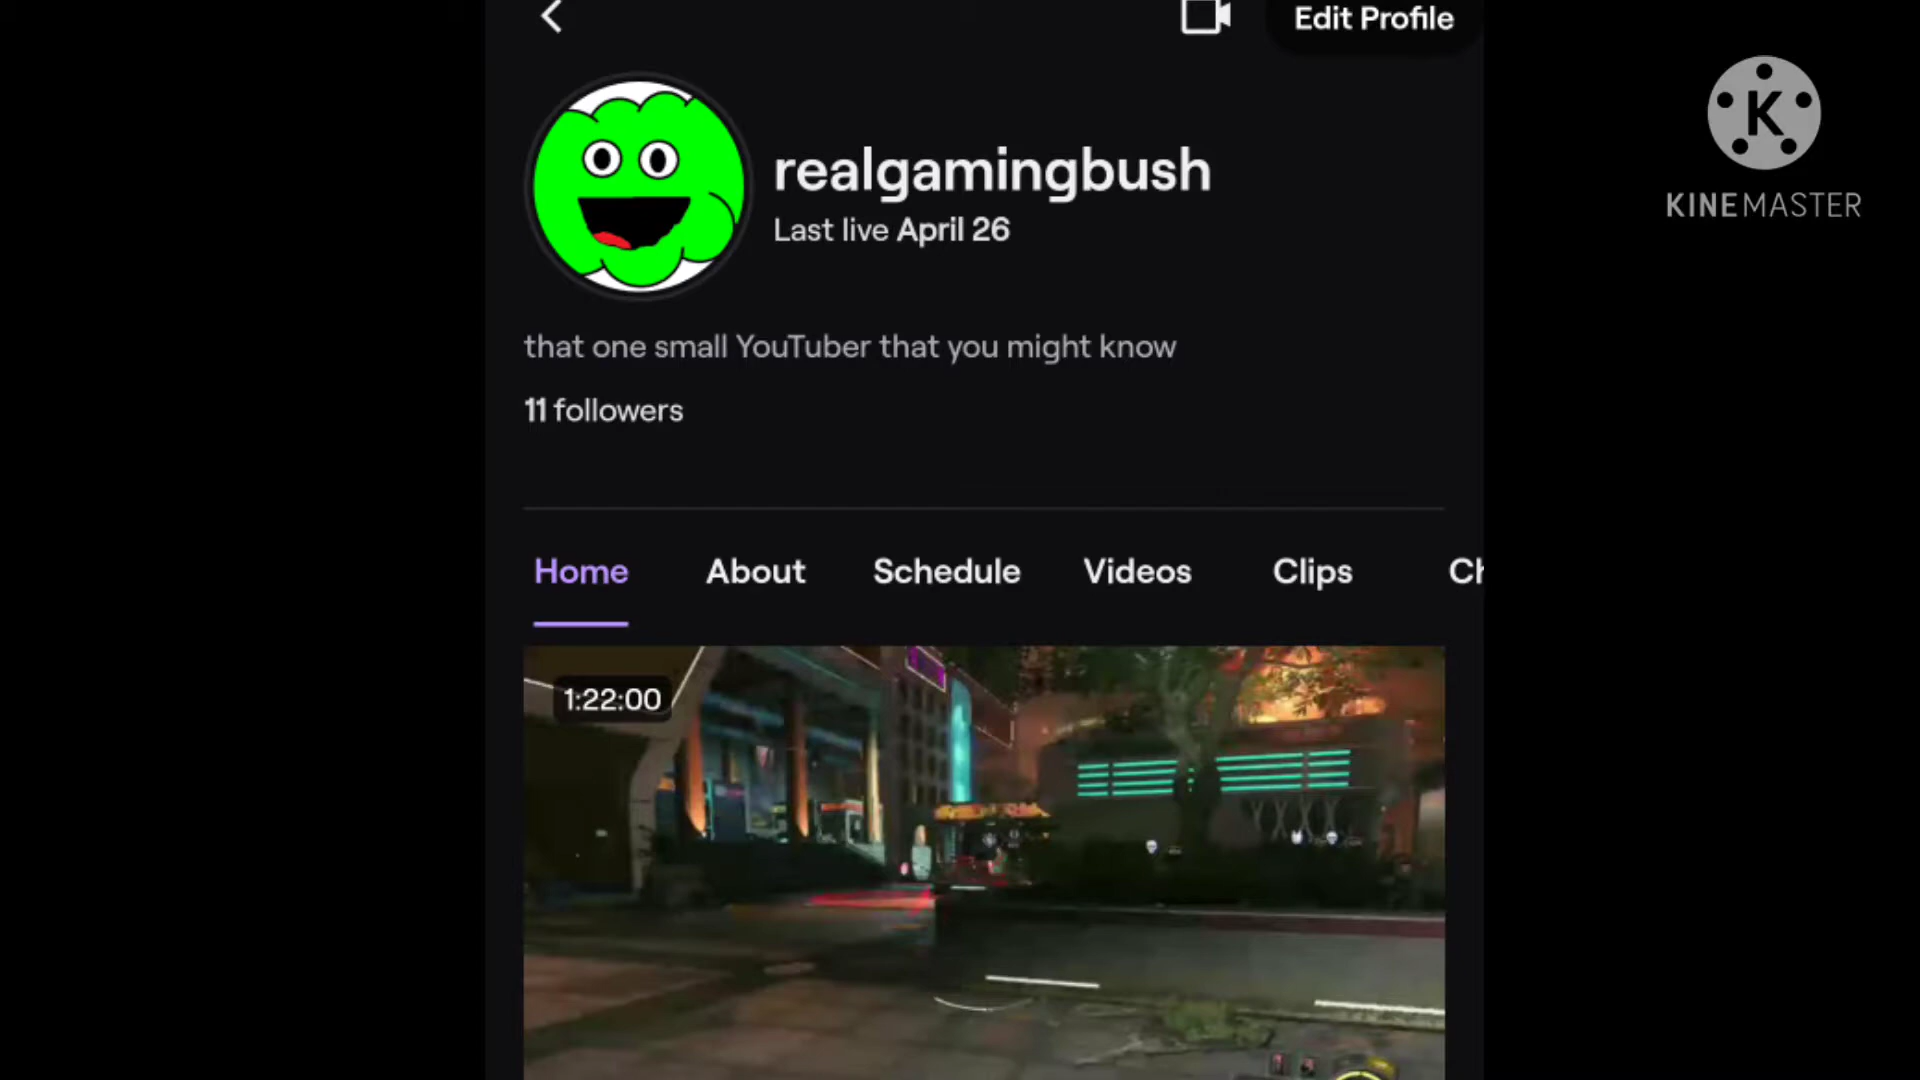 Edit Profile
K
KINEMASTER
realgamingbush
Last live April 26
that one small YouTuber that you might know
11 followers
Home About Schedule Videos Clips Ch
1:22:00